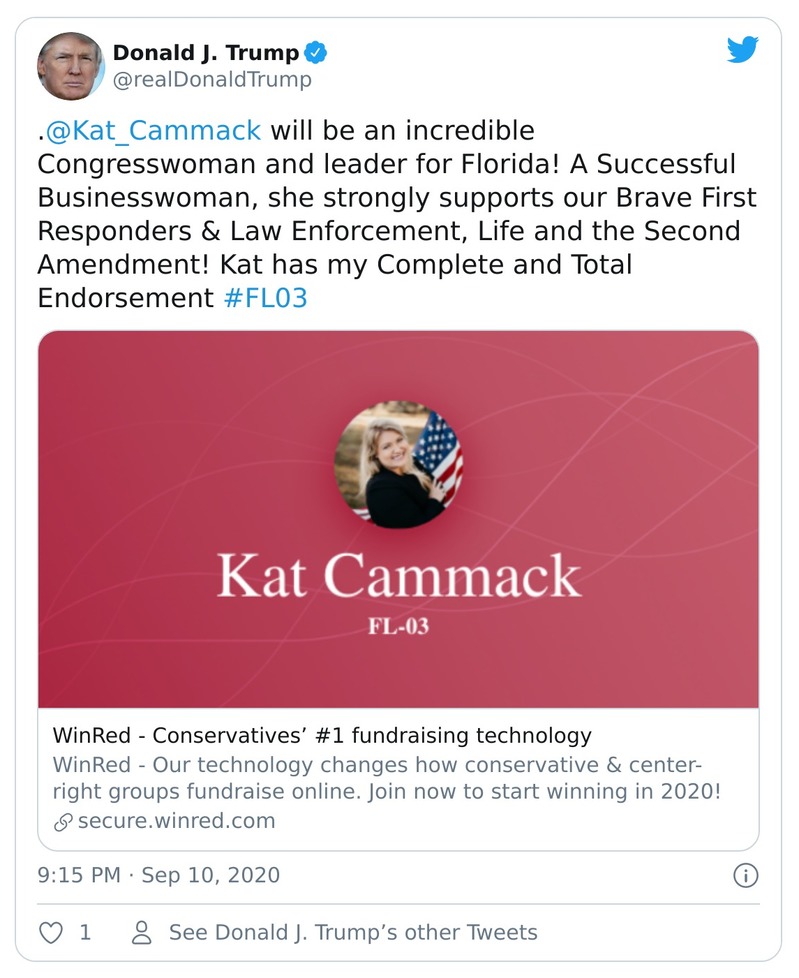 Donald J. Trump
@realDonaldTrump
.@Kat_Cammack will be an incredible
Congresswoman and leader for Florida! A Successful
Businesswoman, she strongly supports our Brave First
Responders & Law Enforcement, Life and the Second
Amendment! Kat has my Complete and Total
Endorsement #FL03
Kat Cammack
FL-03
WinRed - Conservatives’ #1 fundraising technology
WinRed - Our technology changes how conservative & center-
right groups fundraise online. Join now to start winning in 2020!
secure.winred.com
9:15 PM · Sep 10, 2020
1 See Donald J. Trump’s other Tweets